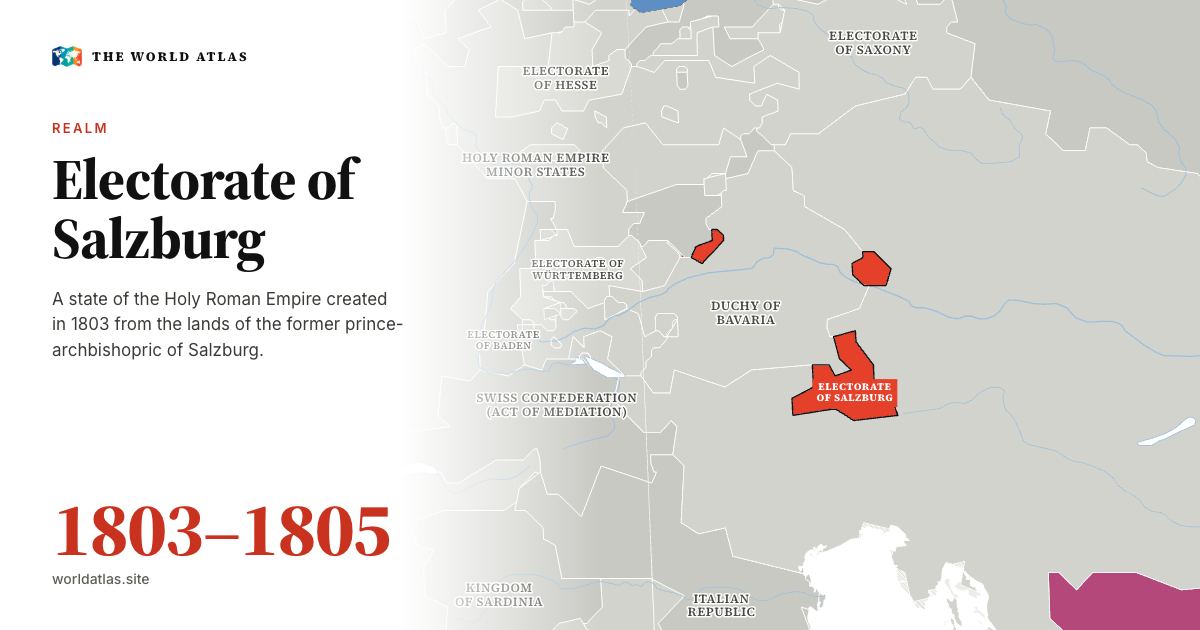 THE WORLD ATLAS
REALM
Electorate of
Salzburg
A state of the Holy Roman Empire created
in 1803 from the lands of the former prince-
archbishopric of Salzburg.
1803–1805
worldatlas.site
ELECTORATE
OF SAXONY
ELECTORATE
OF HESSE
HOLY ROMAN EMPIRE
MINOR STATES
ELECTORATE OF
WÜRTTEMBERG
DUCHY OF
BAVARIA
ELECTORATE
OF BADEN
ELECTORATE
OF SALZBURG
SWISS CONFEDERATION
(ACT OF MEDIATION)
KINGDOM
OF SARDINIA
ITALIAN
REPUBLIC